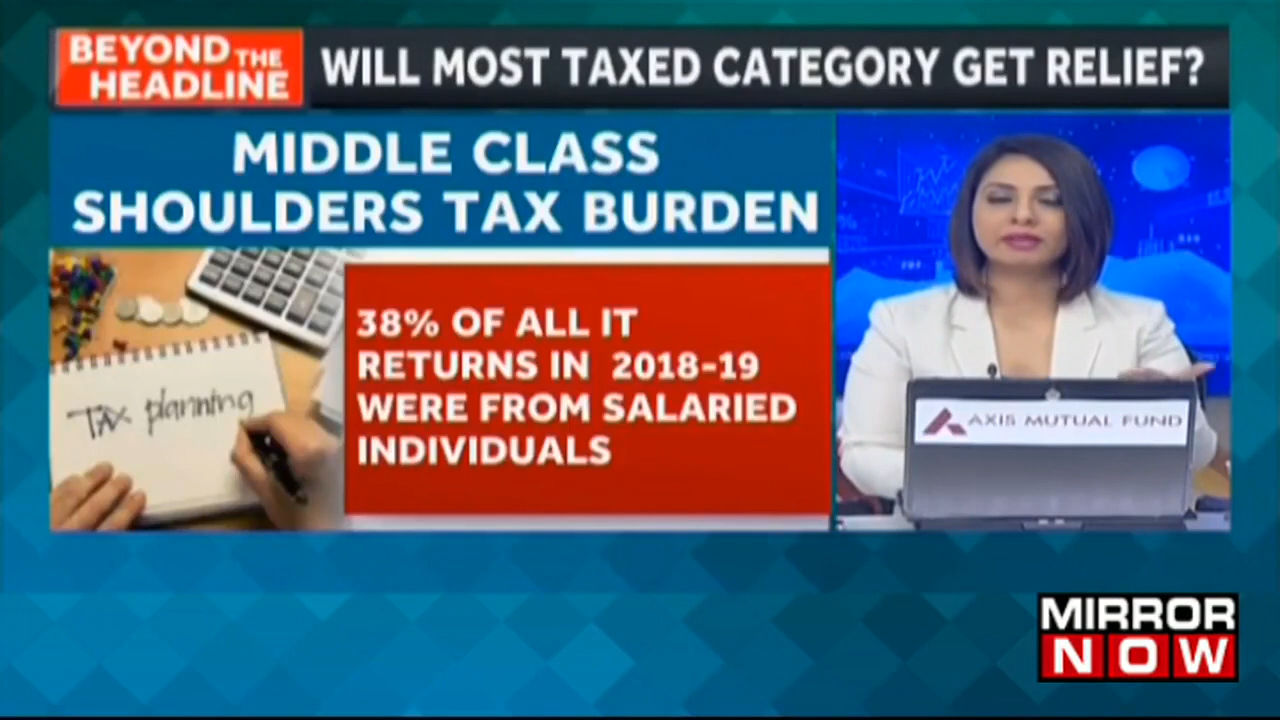 BEYOND THE
HEADLINE
WILL MOST TAXED CATEGORY GET RELIEF?
MIDDLE CLASS
SHOULDERS TAX BURDEN
TAX planning
38% OF ALL IT
RETURNS IN 2018-19
WERE FROM SALARIED
INDIVIDUALS
AXIS MUTUAL FUND
MIRROR
NOW